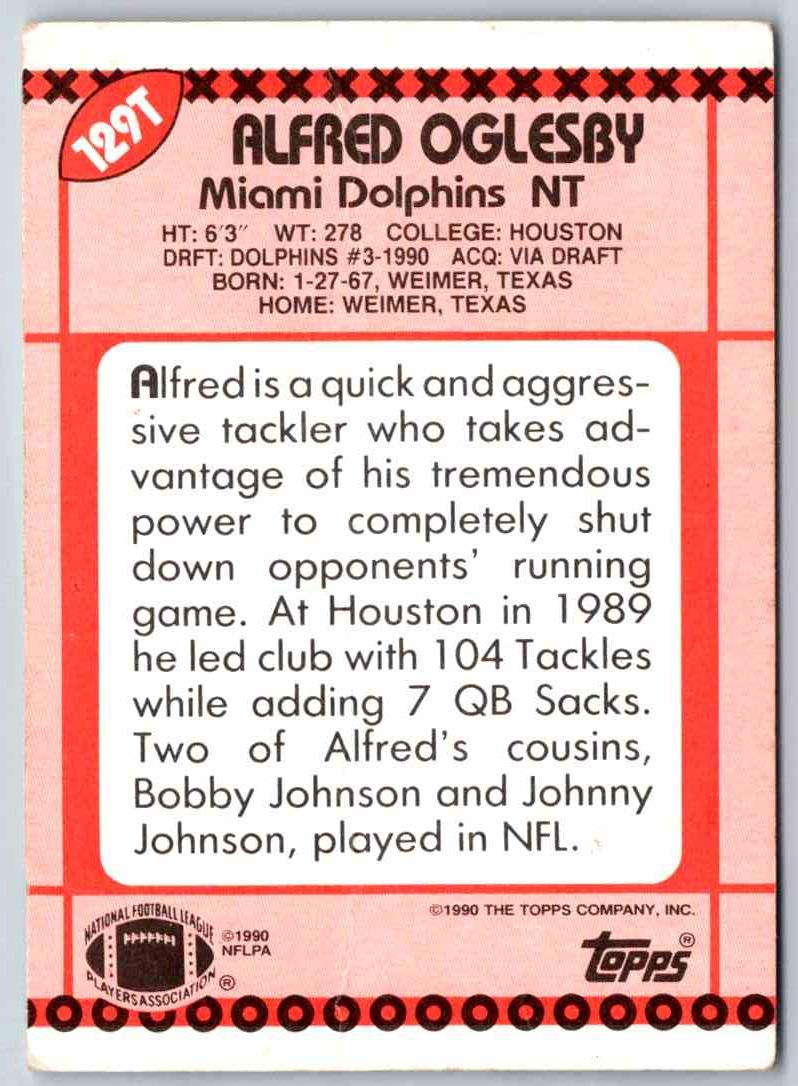 129T
ALFRED OGLESBY
Miami Dolphins NT
HT: 6'3" WT: 278 COLLEGE: HOUSTON
DRFT: DOLPHINS #3-1990 ACQ: VIA DRAFT
BORN: 1-27-67, WEIMER, TEXAS
HOME: WEIMER, TEXAS
Alfred is a quick and aggres-
sive tackler who takes ad-
vantage of his tremendous
power to completely shut
down opponents' running
game. At Houston in 1989
he led club with 104 Tackles
while adding 7 QB Sacks.
Two of Alfred's cousins,
Bobby Johnson and Johnny
Johnson, played in NFL.
NATIONAL FOOTBALL LEAGUE
PLAYERS ASSOCIATION ®
©1990
NFLPA
©1990 THE TOPPS COMPANY, INC.
topps®